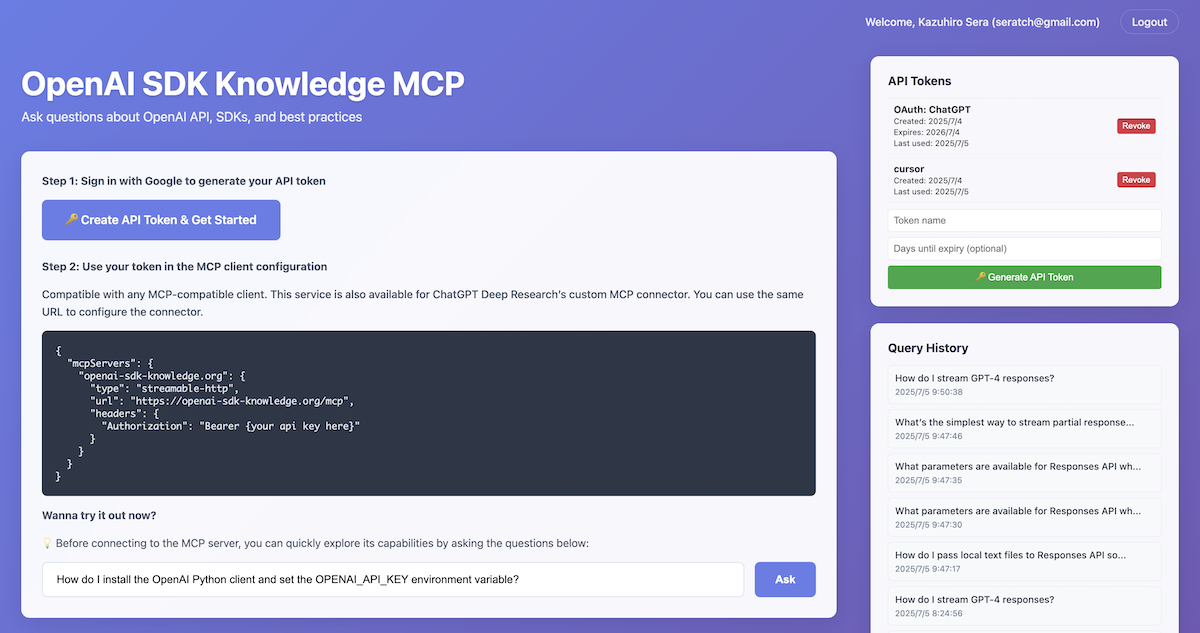 Welcome, Kazuhiro Sera (seratch@gmail.com)
Logout
OpenAI SDK Knowledge MCP
Ask questions about OpenAI API, SDKs, and best practices
Step 1: Sign in with Google to generate your API token
🔑 Create API Token & Get Started
Step 2: Use your token in the MCP client configuration
Compatible with any MCP-compatible client. This service is also available for ChatGPT Deep Research's custom MCP connector. You can use the same
URL to configure the connector.
{
  "mcpServers": {
    "openai-sdk-knowledge.org": {
      "type": "streamable-http",
      "url": "https://openai-sdk-knowledge.org/mcp",
      "headers": {
        "Authorization": "Bearer {your api key here}"
      }
    }
  }
}
Wanna try it out now?
💡 Before connecting to the MCP server, you can quickly explore its capabilities by asking the questions below:
How do I install the OpenAI Python client and set the OPENAI_API_KEY environment variable?
Ask
API Tokens
OAuth: ChatGPT
Created: 2025/7/4
Expires: 2026/7/4
Last used: 2025/7/5
Revoke
cursor
Created: 2025/7/4
Last used: 2025/7/5
Revoke
Token name
Days until expiry (optional)
🔑 Generate API Token
Query History
How do I stream GPT-4 responses?
2025/7/5 9:50:38
What's the simplest way to stream partial response...
2025/7/5 9:47:46
What parameters are available for Responses API wh...
2025/7/5 9:47:35
What parameters are available for Responses API wh...
2025/7/5 9:47:30
How do I pass local text files to Responses API so...
2025/7/5 9:47:17
How do I stream GPT-4 responses?
2025/7/5 8:24:56